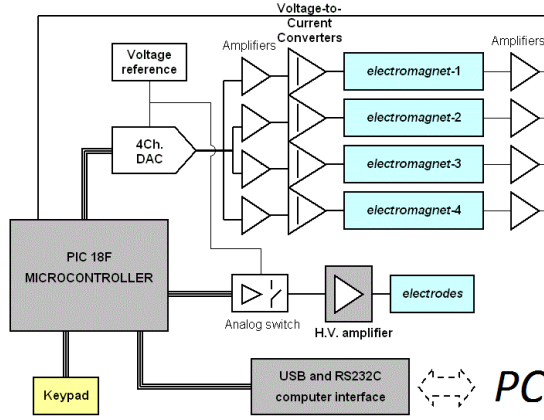 Voltage-to-
Current
Converters
Amplifiers
Amplifiers
Voltage
reference
electromagnet-1
electromagnet-2
4Ch.
DAC
electromagnet-3
electromagnet-4
PIC 18F
MICROCONTROLLER
electrodes
Analog switch
H.V. amplifier
Keypad
USB and RS232C
computer interface
PC